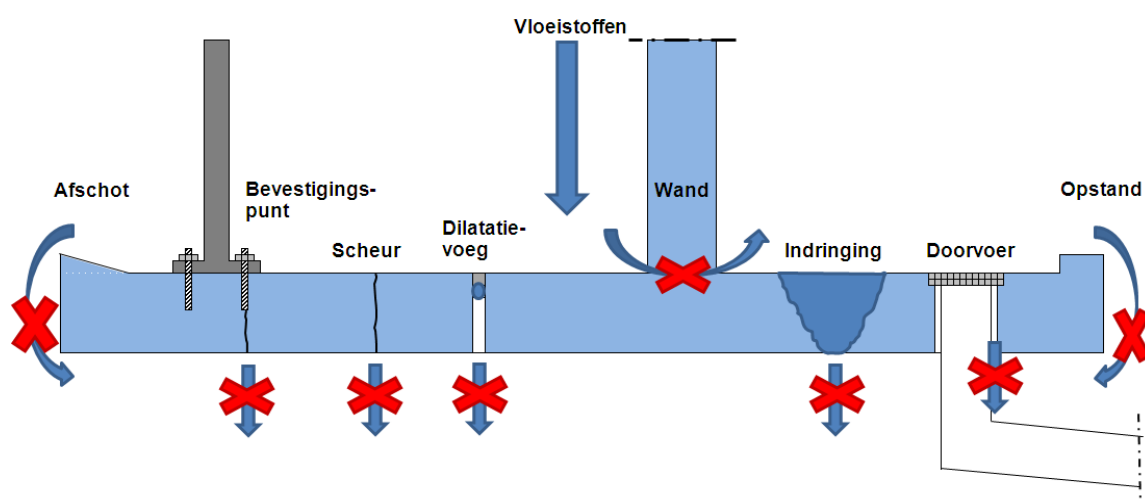 Vloeistoffen
Afschot
Bevestigings-
punt
Scheur
Dilatatie-
voeg
Wand
Indringing
Doorvoer
Opstand